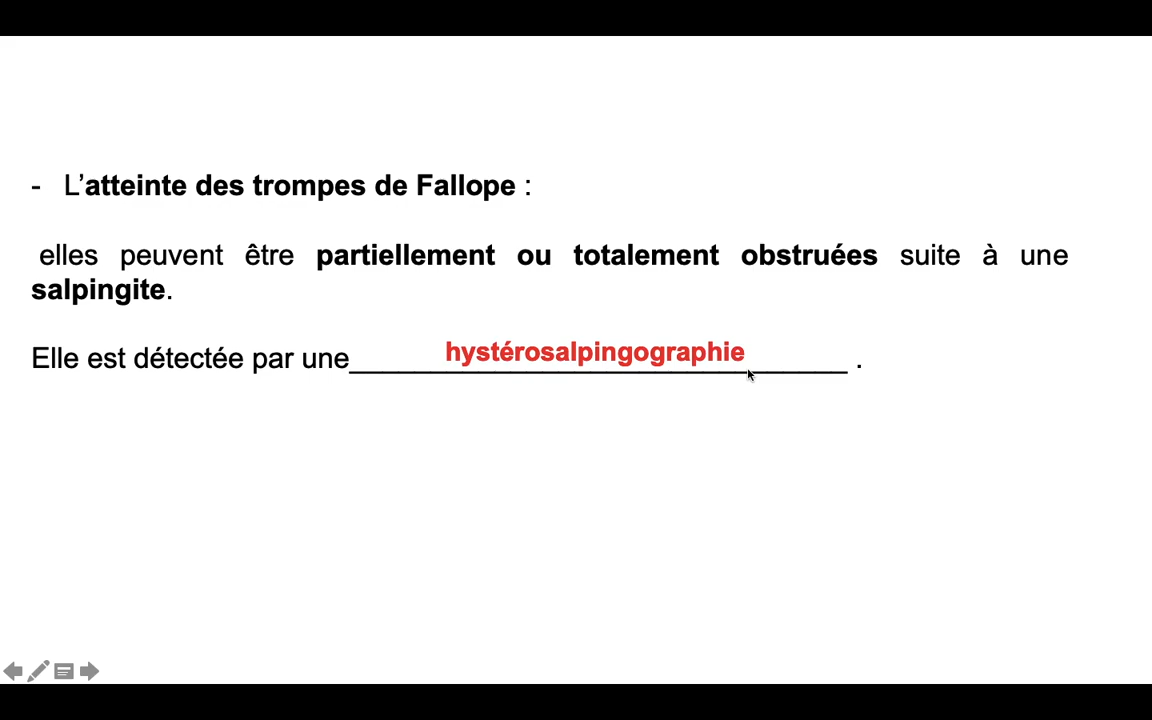 - L’atteinte des trompes de Fallope :
elles peuvent être partiellement ou totalement obstruées suite à une
salpingite.
Elle est détectée par une hystérosalpingographie .